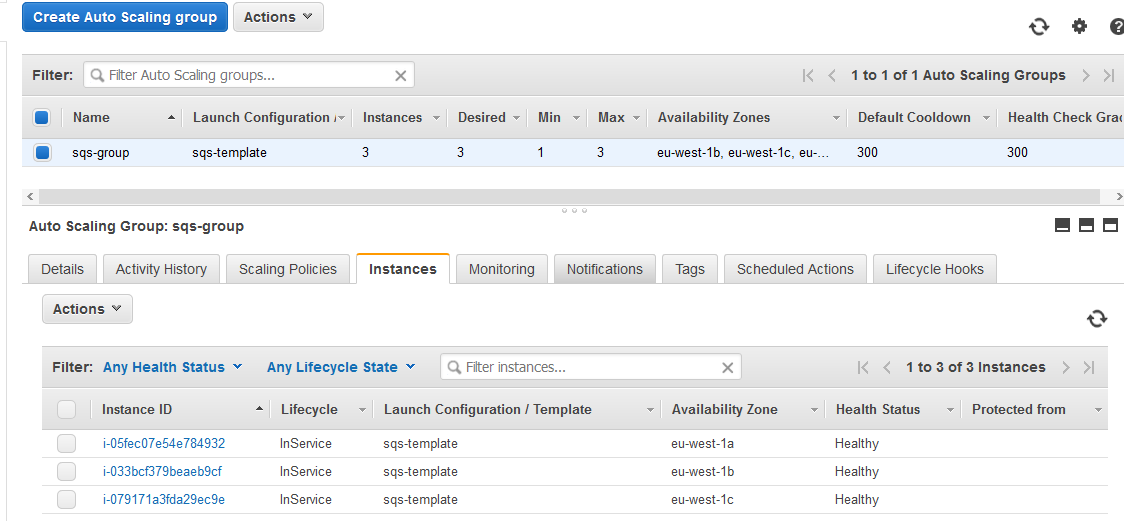 Create Auto Scaling group Actions
Filter: Filter Auto Scaling groups... 1 to 1 of 1 Auto Scaling Groups
Name Launch Configuration / Instances Desired Min Max Availability Zones Default Cooldown Health Check Grac
sqs-group sqs-template 3 3 1 3 eu-west-1b, eu-west-1c, eu-... 300 300
Auto Scaling Group: sqs-group
Details Activity History Scaling Policies Instances Monitoring Notifications Tags Scheduled Actions Lifecycle Hooks
Actions
Filter: Any Health Status Any Lifecycle State Filter instances... 1 to 3 of 3 Instances
Instance ID Lifecycle Launch Configuration / Template Availability Zone Health Status Protected from
i-05fec07e54e784932 InService sqs-template eu-west-1a Healthy
i-033bcf379beaeb9cf InService sqs-template eu-west-1b Healthy
i-079171a3fda29ec9e InService sqs-template eu-west-1c Healthy